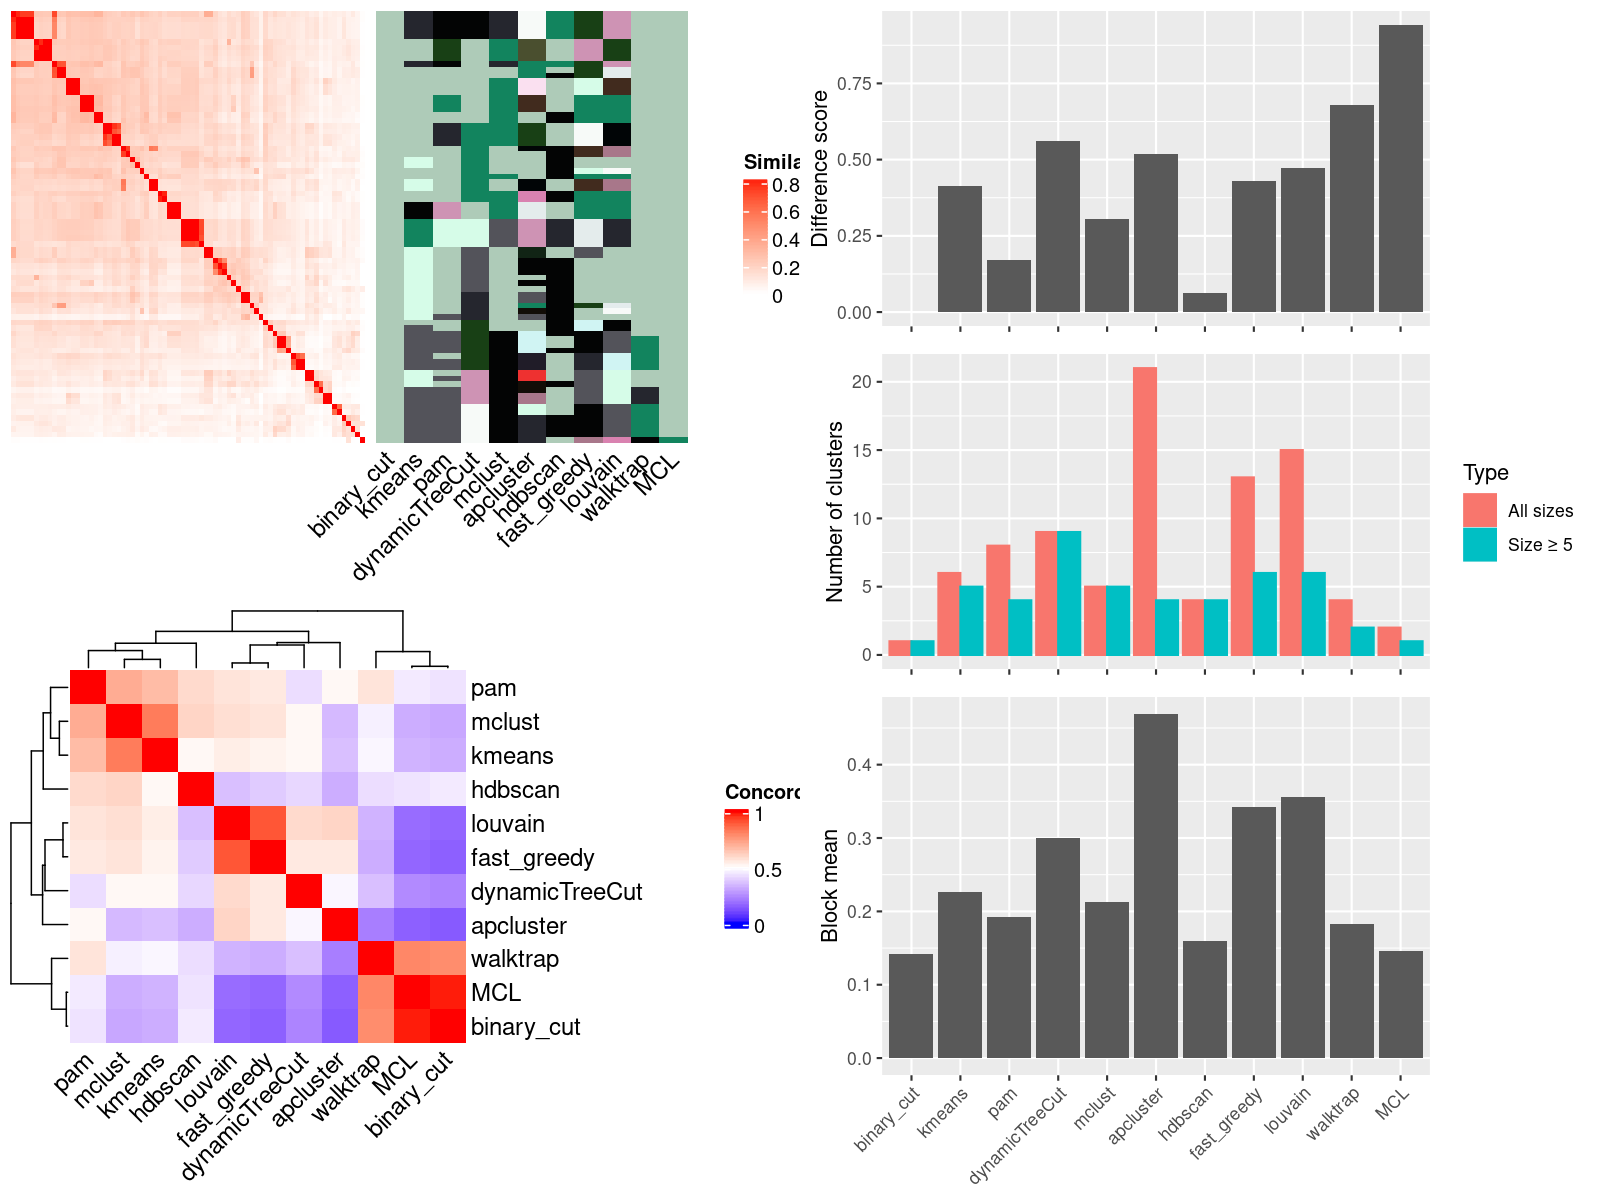 Simila
0.8
0.6
0.4
0.2
0
binary_cut
kmeans
pam
dynamicTreeCut
mclust
apcluster
hdbscan
fast_greedy
louvain
walktrap
MCL
Difference score
0.75
0.50
0.25
0.00
Number of clusters
20
15
10
5
0
Type
All sizes
Size ≥ 5
pam
mclust
kmeans
hdbscan
louvain
fast_greedy
dynamicTreeCut
apcluster
walktrap
MCL
binary_cut
pam
mclust
kmeans
hdbscan
louvain
fast_greedy
dynamicTreeCut
apcluster
walktrap
MCL
binary_cut
Concord
1
0.5
0
Block mean
0.4
0.3
0.2
0.1
0.0
binary_cut
kmeans
pam
dynamicTreeCut
mclust
apcluster
hdbscan
fast_greedy
louvain
walktrap
MCL